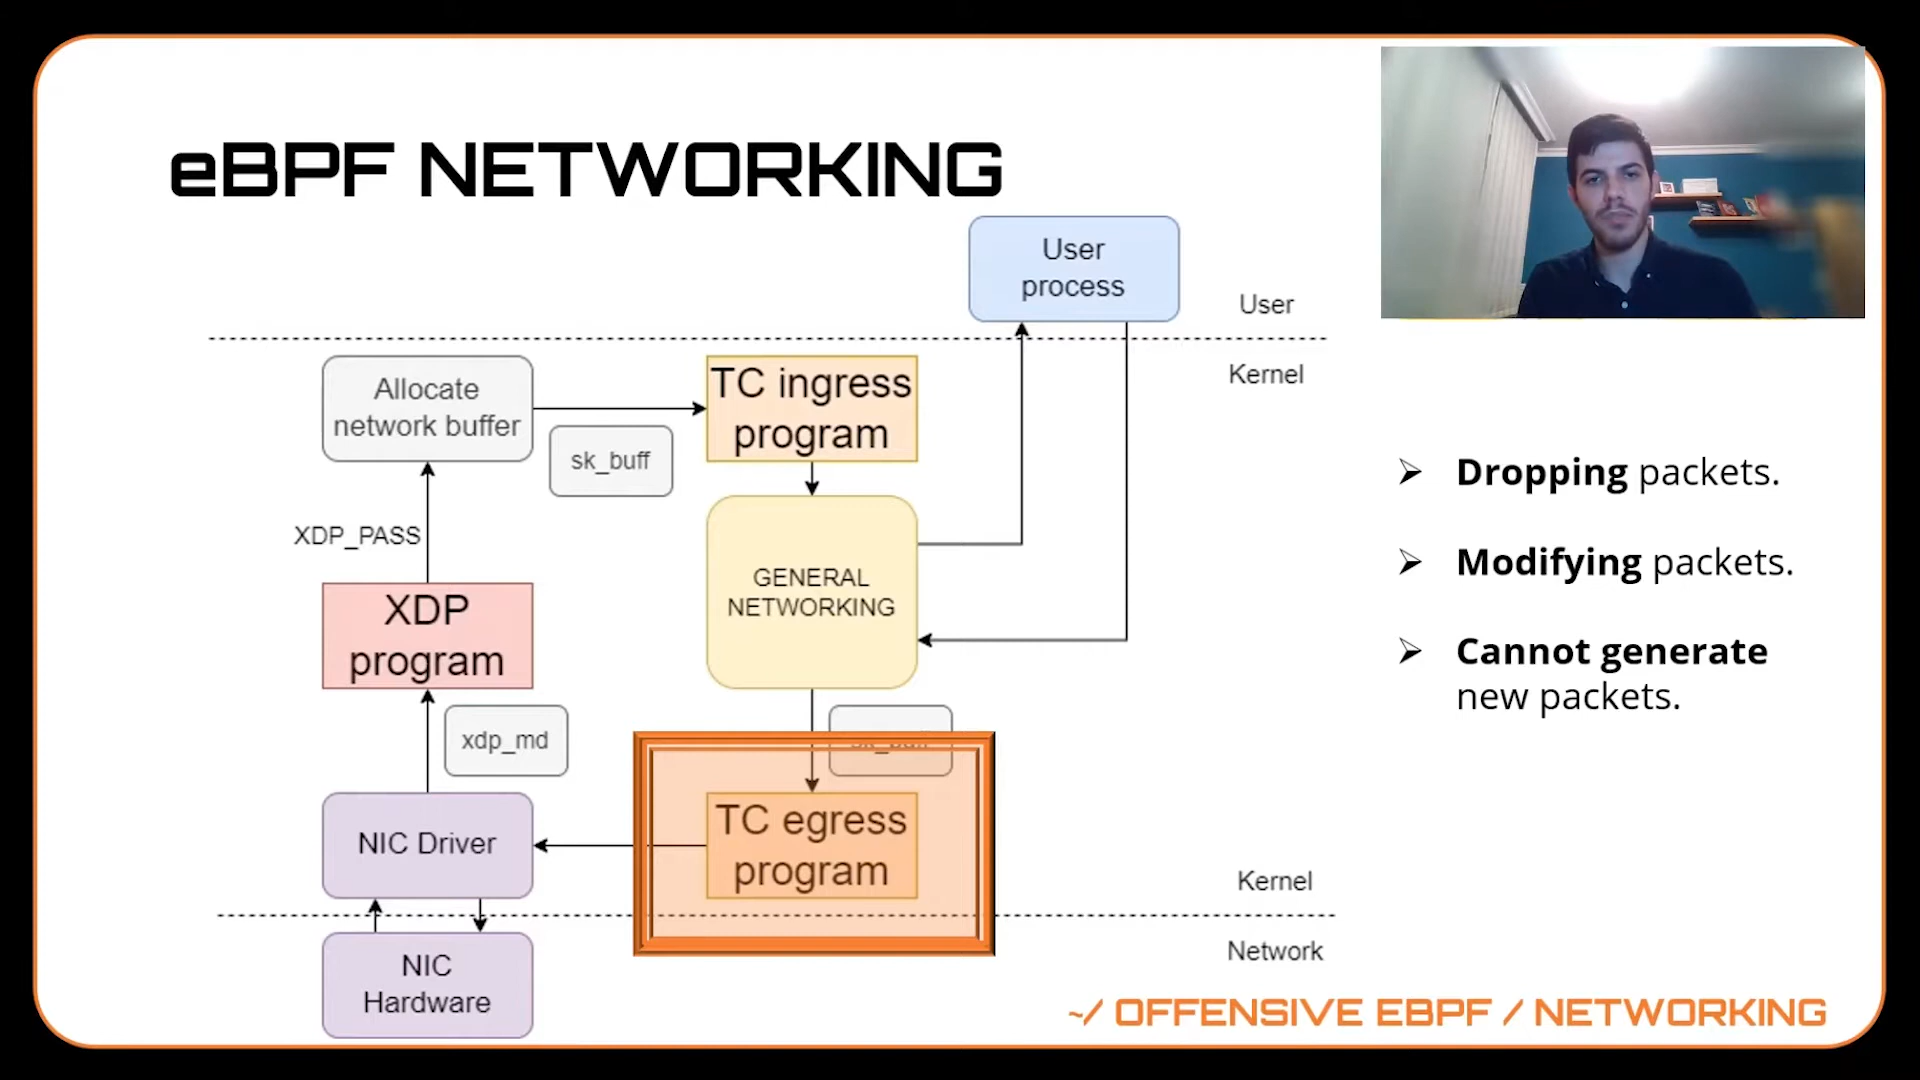 eBPF NETWORKING
User
process
User
Kernel
Allocate
network buffer
sk_buff
TC ingress
program
XDP_PASS
GENERAL
NETWORKING
XDP
program
xdp_md
sk_buff
NIC Driver
TC egress
program
Kernel
Network
NIC
Hardware
Dropping packets.
Modifying packets.
Cannot generate
new packets.
~/ OFFENSIVE EBPF / NETWORKING